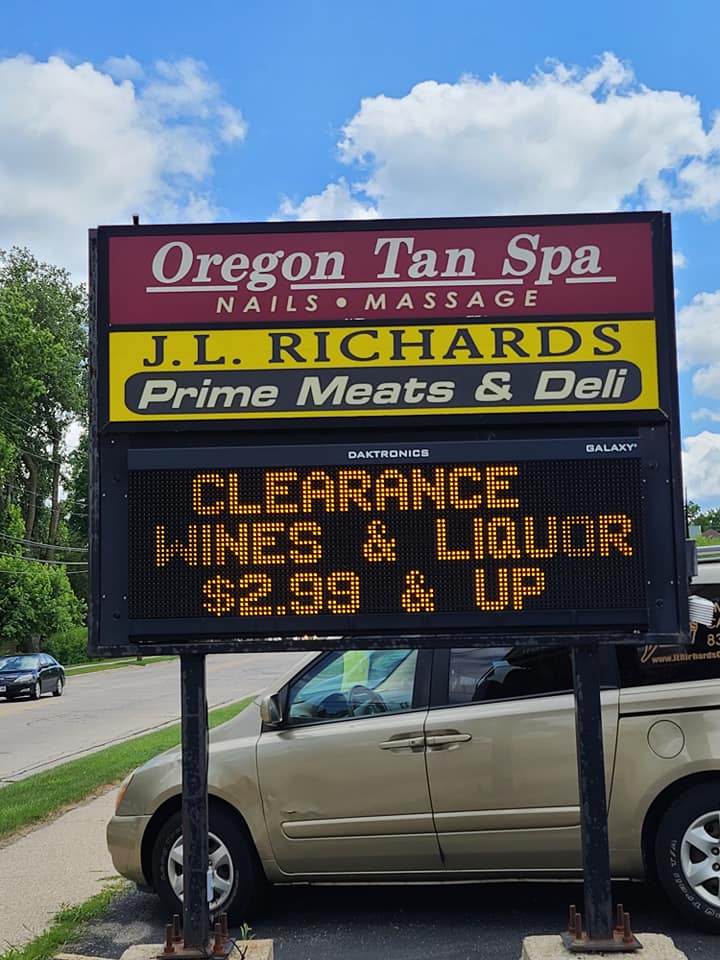 Oregon Tan Spa
NAILS • MASSAGE
J.L. RICHARDS
Prime Meats & Deli
DAKTRONICS
GALAXY
CLEARANCE
WINES & LIQUOR
$2.99 & UP